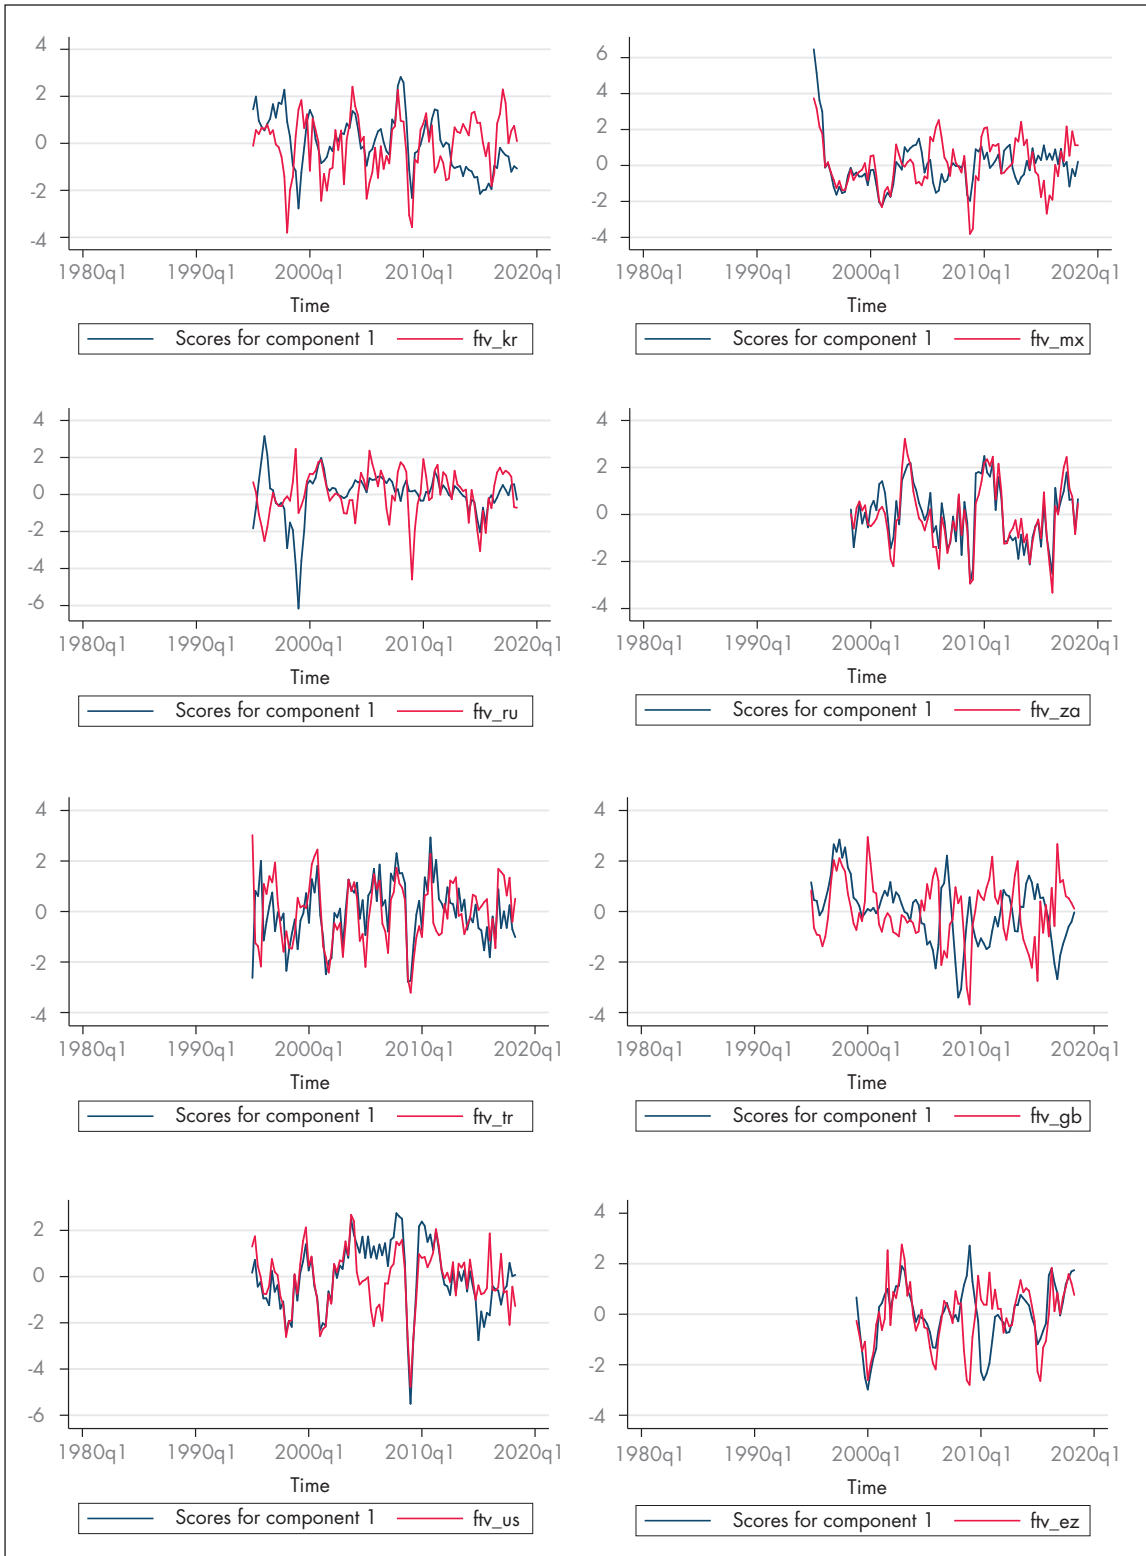 4
2
0
-2
-4
1980q1 1990q1 2000q1 2010q1 2020q1
Time
Scores for component 1 ftv_kr
6
4
2
0
-2
-4
1980q1 1990q1 2000q1 2010q1 2020q1
Time
Scores for component 1 ftv_mx
4
2
0
-2
-4
-6
1980q1 1990q1 2000q1 2010q1 2020q1
Time
Scores for component 1 ftv_ru
4
2
0
-2
-4
1980q1 1990q1 2000q1 2010q1 2020q1
Time
Scores for component 1 ftv_za
4
2
0
-2
-4
1980q1 1990q1 2000q1 2010q1 2020q1
Time
Scores for component 1 ftv_tr
4
2
0
-2
-4
1980q1 1990q1 2000q1 2010q1 2020q1
Time
Scores for component 1 ftv_gb
2
0
-2
-4
-6
1980q1 1990q1 2000q1 2010q1 2020q1
Time
Scores for component 1 ftv_us
4
2
0
-2
-4
1980q1 1990q1 2000q1 2010q1 2020q1
Time
Scores for component 1 ftv_ez